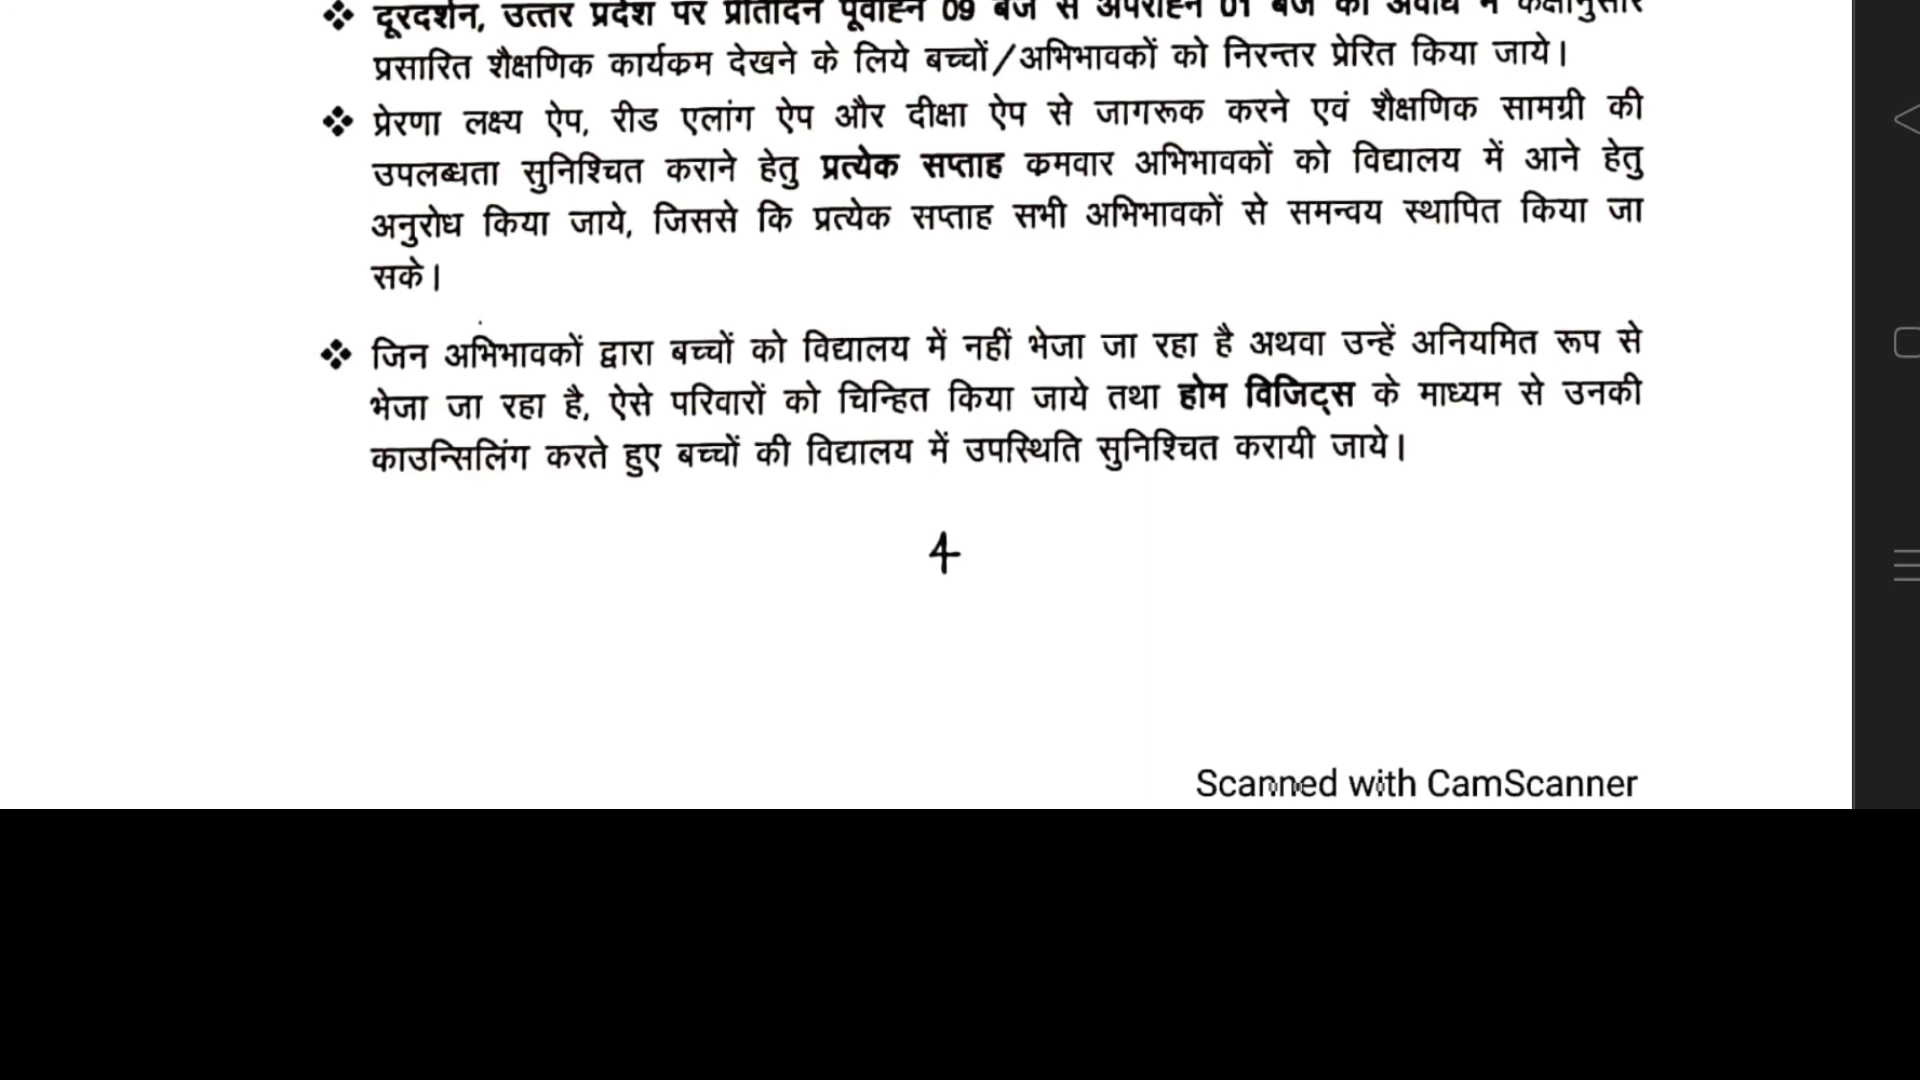 ❖ दूरदर्शन, उत्तर प्रदेश पर प्रतिदिन पूर्वाह्न 09 बजे से अपराह्न 01 बजे की अवधि में कक्षानुसार
प्रसारित शैक्षणिक कार्यक्रम देखने के लिये बच्चों/अभिभावकों को निरन्तर प्रेरित किया जाये।
❖ प्रेरणा लक्ष्य ऐप, रीड एलांग ऐप और दीक्षा ऐप से जागरूक करने एवं शैक्षणिक सामग्री की
उपलब्धता सुनिश्चित कराने हेतु प्रत्येक सप्ताह क्रमवार अभिभावकों को विद्यालय में आने हेतु
अनुरोध किया जाये, जिससे कि प्रत्येक सप्ताह सभी अभिभावकों से समन्वय स्थापित किया जा
सके।
❖ जिन अभिभावकों द्वारा बच्चों को विद्यालय में नहीं भेजा जा रहा है अथवा उन्हें अनियमित रूप से
भेजा जा रहा है, ऐसे परिवारों को चिन्हित किया जाये तथा होम विजिट्स के माध्यम से उनकी
काउन्सिलिंग करते हुए बच्चों की विद्यालय में उपस्थिति सुनिश्चित करायी जाये।
4
Scanned with CamScanner